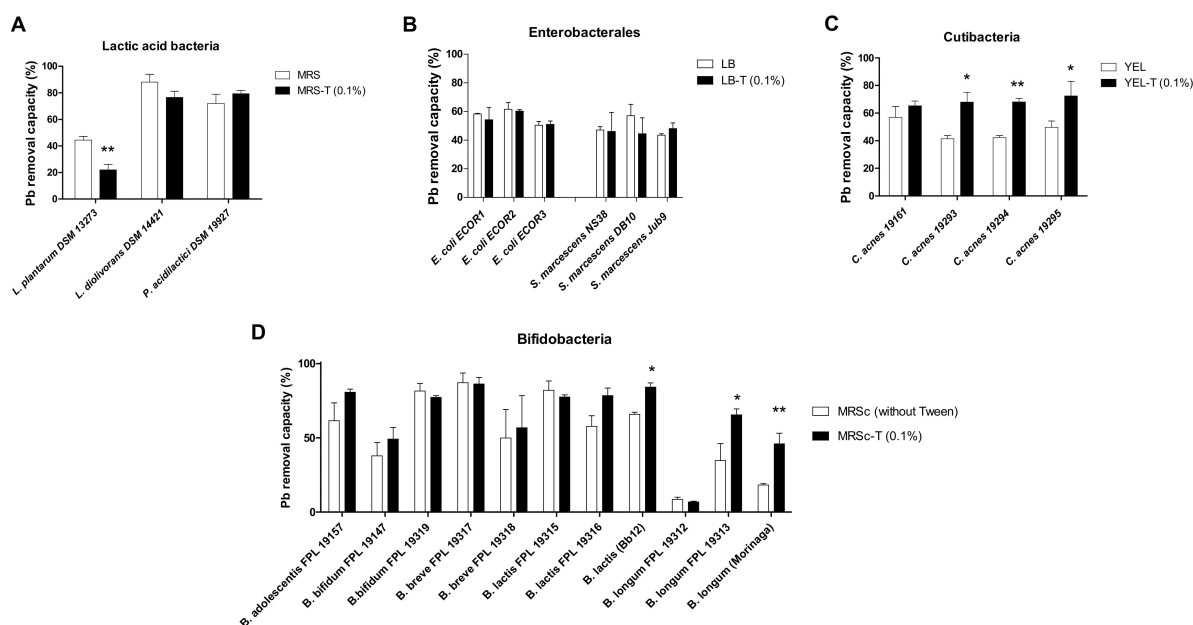 A
Lactic acid bacteria
Pb removal capacity (%)
100
80
60
40
20
0
**
MRS
MRS-T (0.1%)
L. plantarum DSM 13273
L. diolivorans DSM 14421
P. acidilactici DSM 19927
B
Enterobacterales
Pb removal capacity (%)
100
80
60
40
20
0
LB
LB-T (0.1%)
E. coli ECOR1
E. coli ECOR2
E. coli ECOR3
S. marcescens NS38
S. marcescens DB10
S. marcescens Jub9
C
Cutibacteria
Pb removal capacity (%)
100
80
60
40
20
0
*
**
*
YEL
YEL-T (0.1%)
C. acnes 19161
C. acnes 19293
C. acnes 19294
C. acnes 19295
D
Bifidobacteria
Pb removal capacity (%)
100
50
0
*
*
**
MRSc (without Tween)
MRSc-T (0.1%)
B. adolescentis FPL 19157
B. bifidum FPL 19147
B.bifidum FPL 19319
B. breve FPL 19317
B. breve FPL 19318
B. lactis FPL 19315
B. lactis FPL 19316
B. lactis (Bb12)
B. longum FPL 19312
B. longum FPL 19313
B. longum (Morinaga)